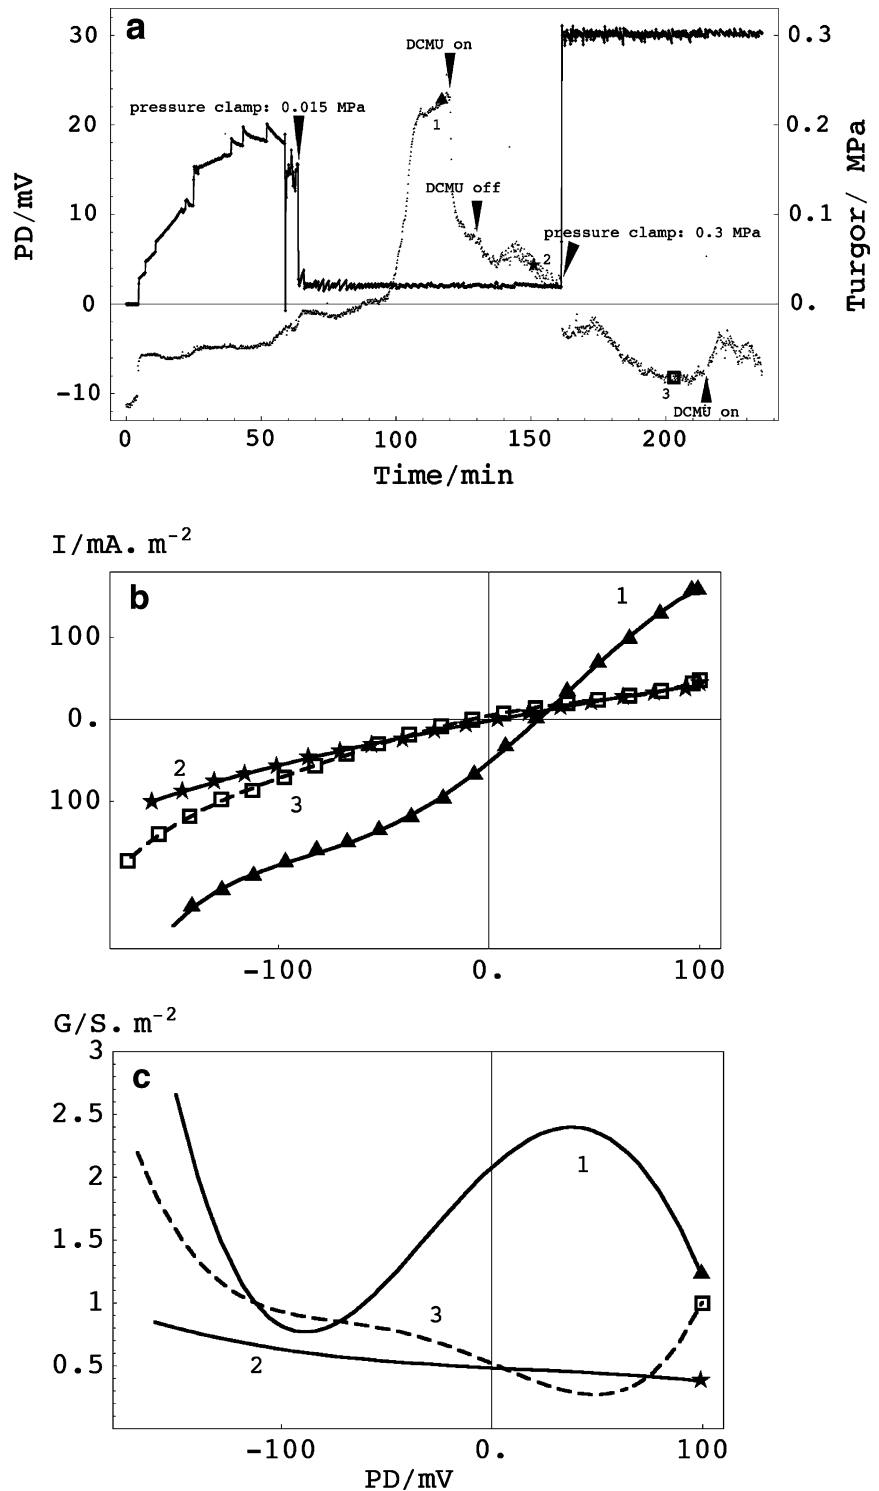 a
30
20
10
0
-10
PD/mV
0.3
0.2
0.1
0.
Turgor/ MPa
DCMU on
pressure clamp: 0.015 MPa
1
DCMU off
pressure clamp: 0.3 MPa
2
3
DCMU on
0 50 100 150 200
Time/min
I/mA.m-2
b
1
100
0.
2
3
100
-100 0. 100
G/S.m-2
c
3
2.5
2
1.5
1
0.5
1
3
2
-100 0. 100
PD/mV